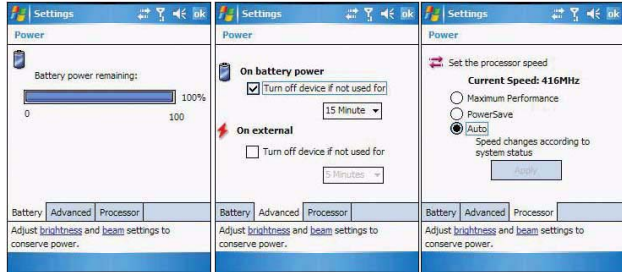 Settings
ok
Power
Battery power remaining:
100%
0
100
Battery Advanced Processor
Adjust brightness and beam settings to
conserve power.
Settings
ok
Power
On battery power
Turn off device if not used for
15 Minute
On external
Turn off device if not used for
5 Minutes
Battery Advanced Processor
Adjust brightness and beam settings to
conserve power.
Settings
ok
Power
Set the processor speed
Current Speed: 416MHz
Maximum Performance
PowerSave
Auto
Speed changes according to
system status
Apply
Battery Advanced Processor
Adjust brightness and beam settings to
conserve power.